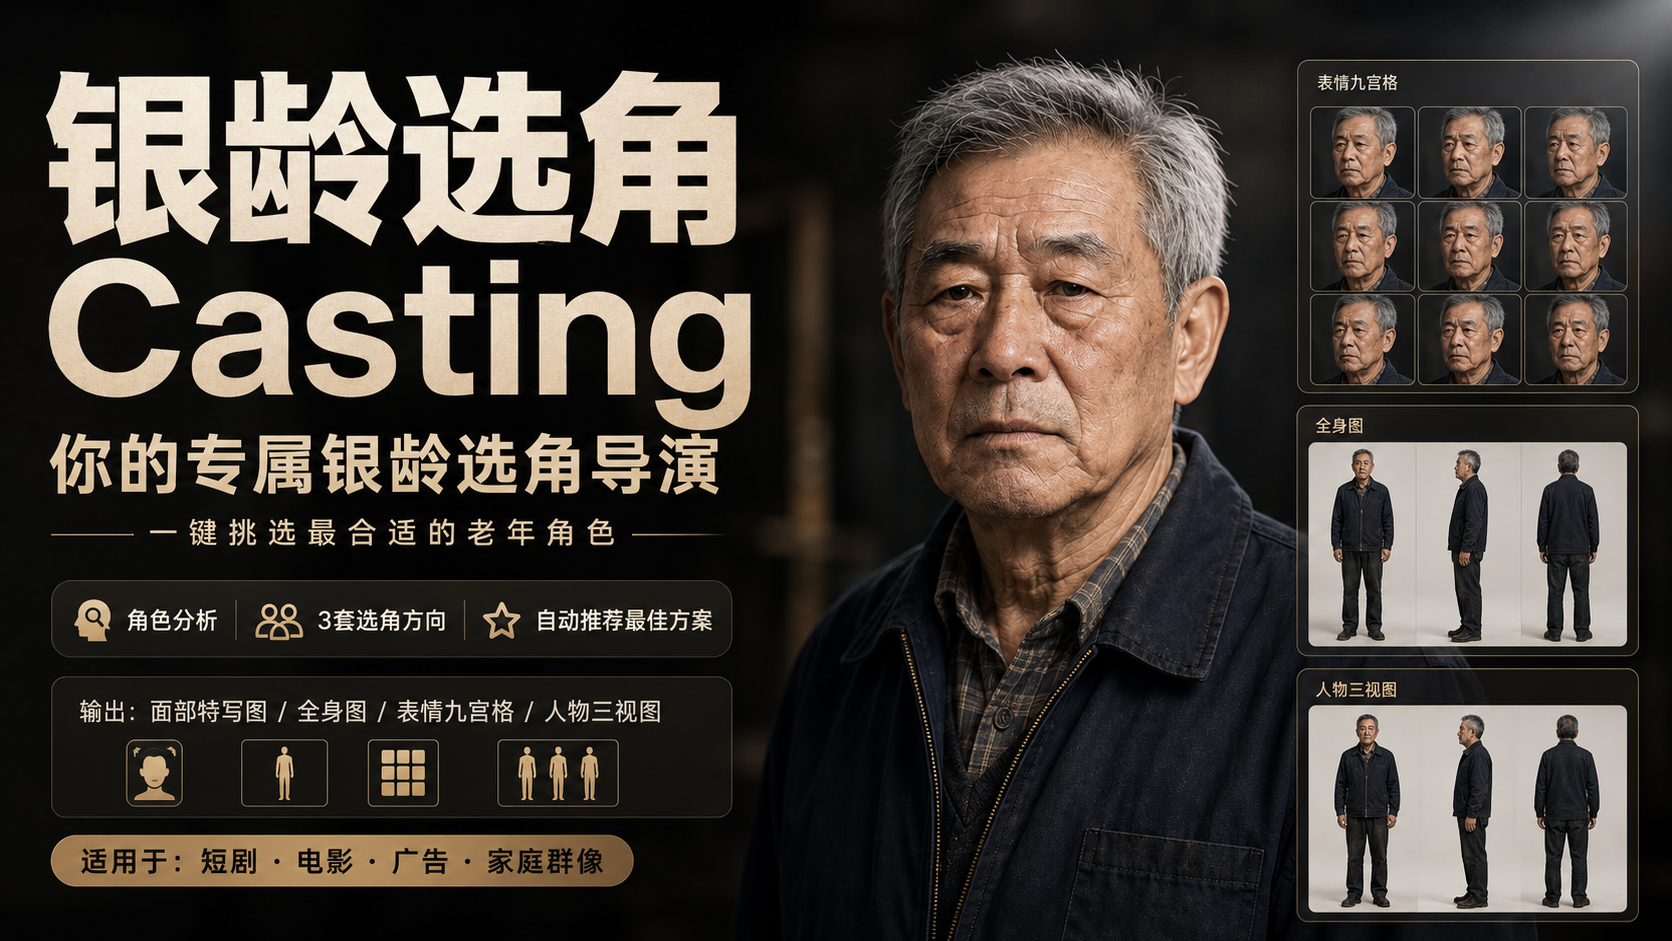 银龄选角
Casting
你的专属银龄选角导演
一键挑选最合适的老年角色
角色分析
3套选角方向
自动推荐最佳方案
输出：面部特写图 / 全身图 / 表情九宫格 / 人物三视图
适用于：短剧 · 电影 · 广告 · 家庭群像
表情九宫格
全身图
人物三视图